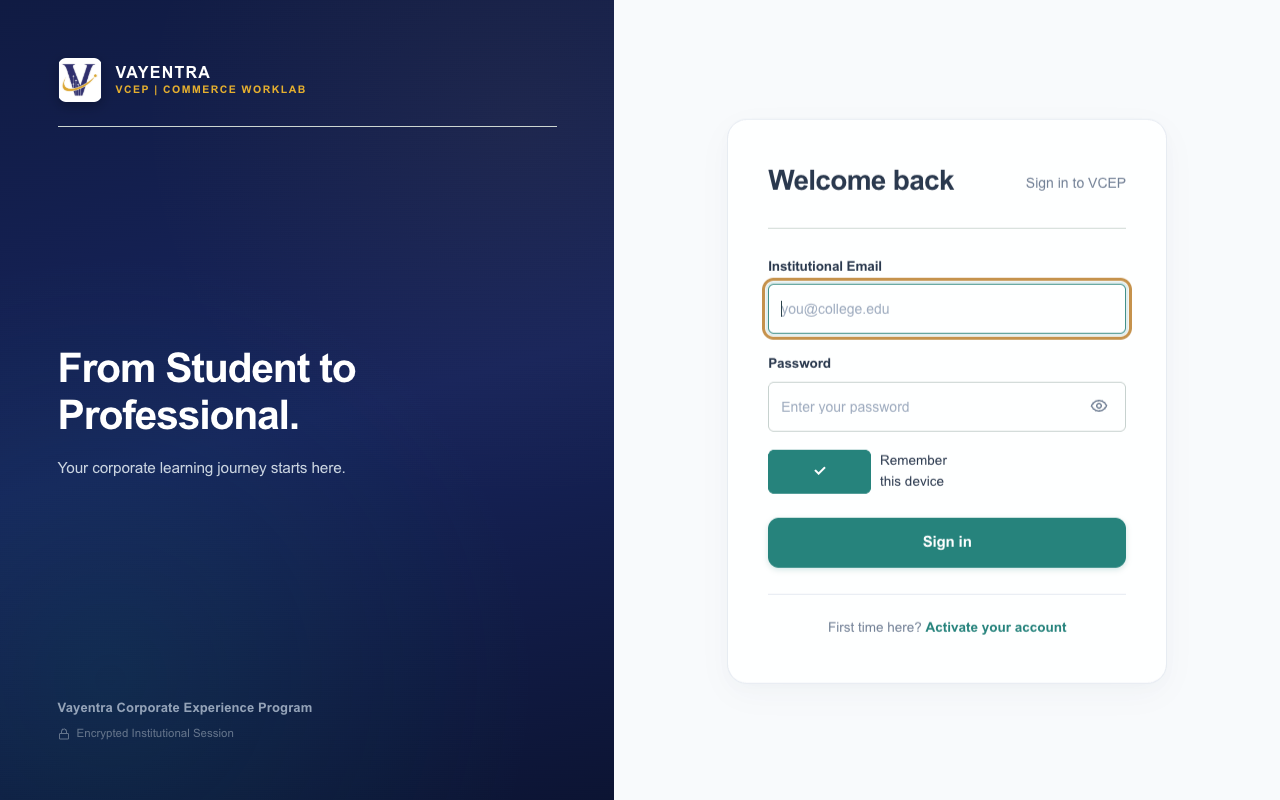 VAYENTRA
VCEP | COMMERCE WORKLAB
From Student to
Professional.
Your corporate learning journey starts here.
Vayentra Corporate Experience Program
Encrypted Institutional Session
Welcome back
Sign in to VCEP
Institutional Email
you@college.edu
Password
Enter your password
Remember
this device
Sign in
First time here? Activate your account